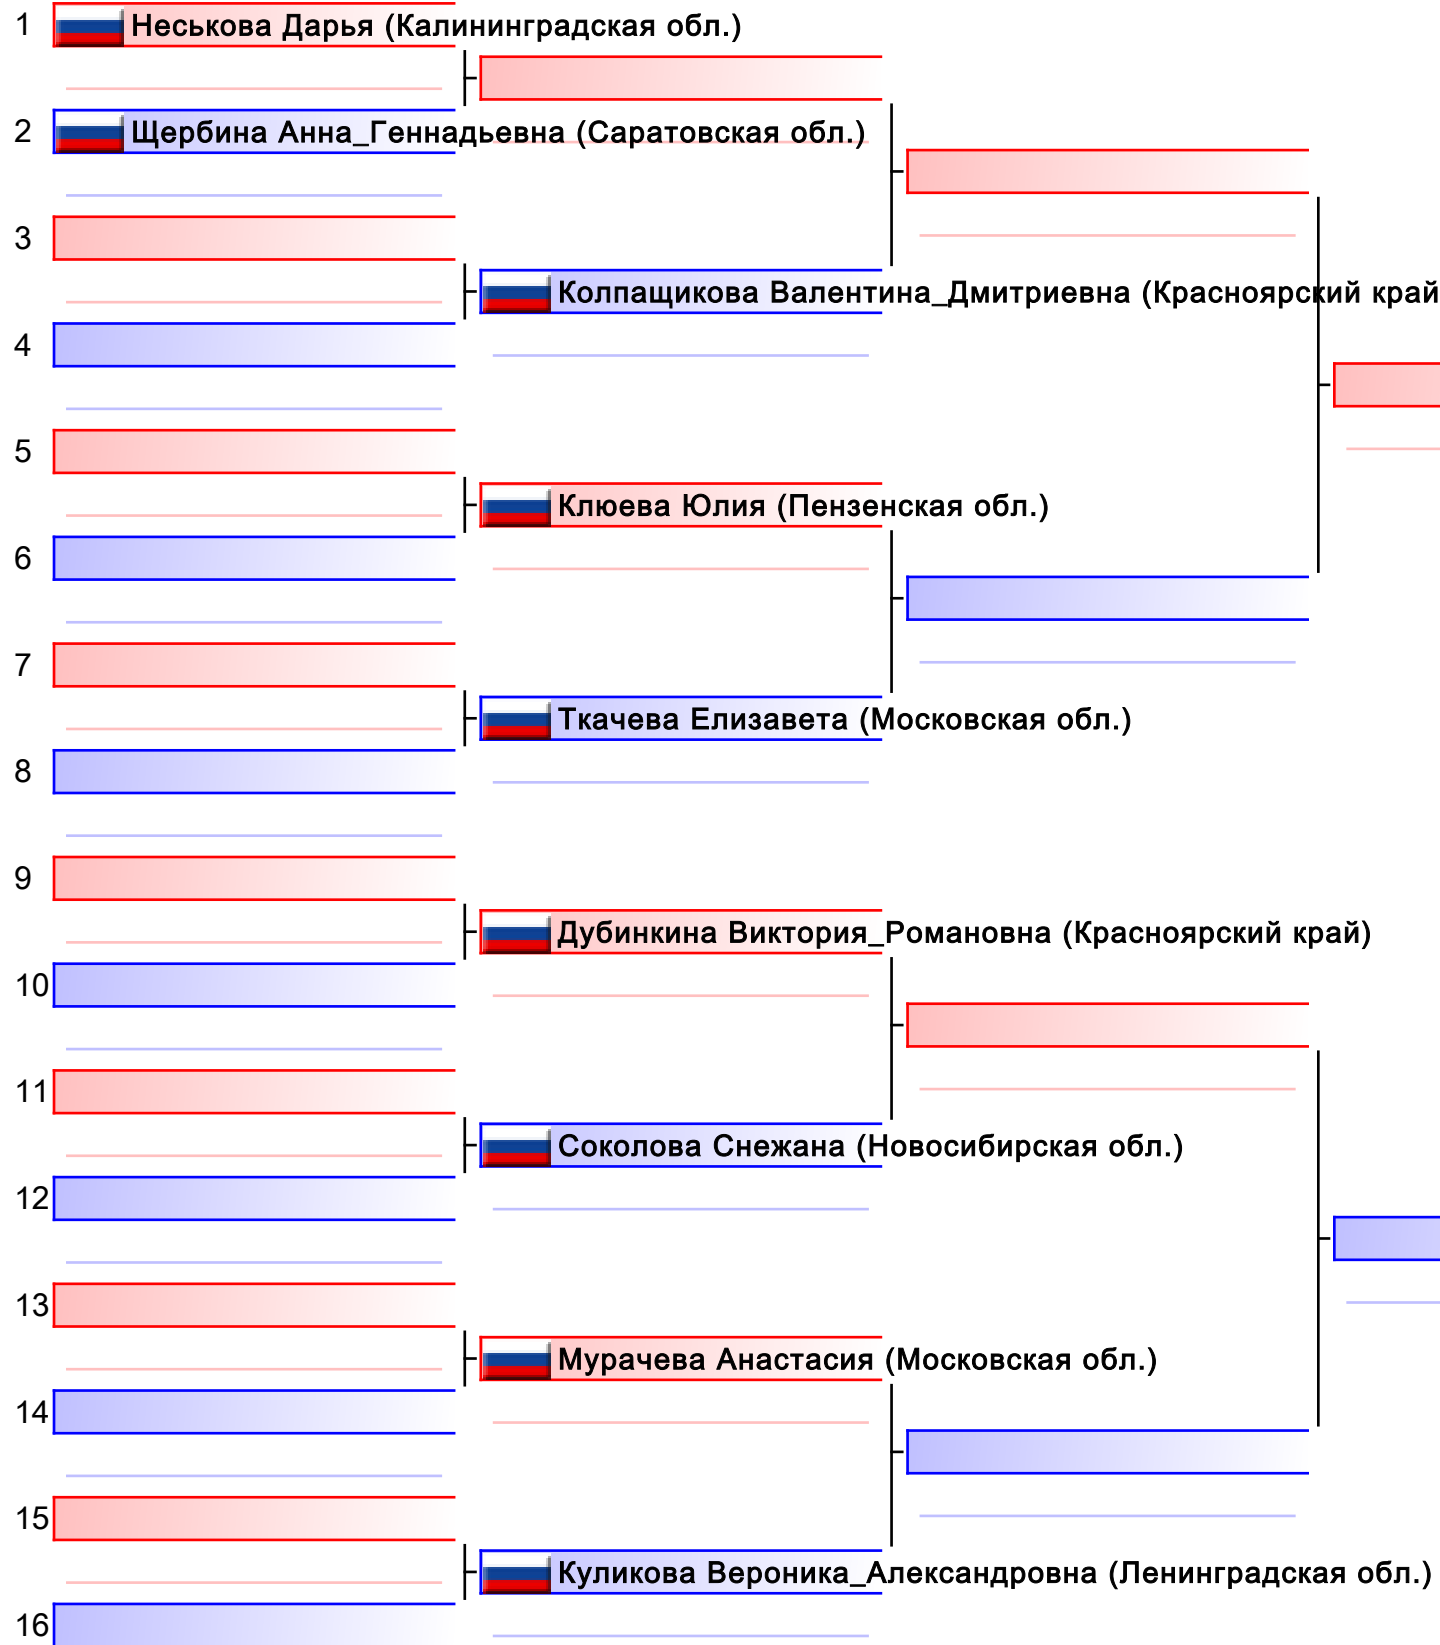 1 Неськова Дарья (Калининградская обл.)
2 Щербина Анна_Геннадьевна (Саратовская обл.)
3
Колпащикова Валентина_Дмитриевна (Красноярский край
4
5
Клюева Юлия (Пензенская обл.)
6
7
Ткачева Елизавета (Московская обл.)
8
9
Дубинкина Виктория_Романовна (Красноярский край)
10
11
Соколова Снежана (Новосибирская обл.)
12
13
Мурачева Анастасия (Московская обл.)
14
15
Куликова Вероника_Александровна (Ленинградская обл.)
16